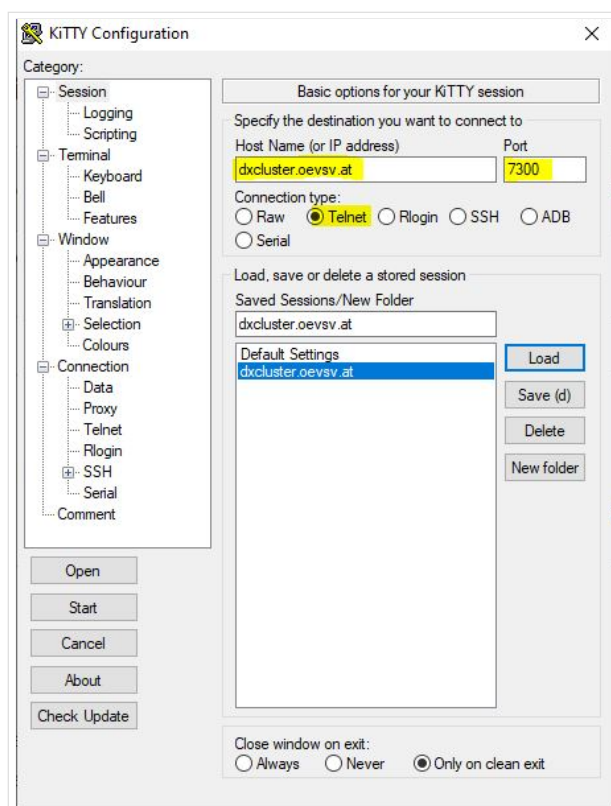 KiTTY Configuration
Category:
Session
Logging
Scripting
Terminal
Keyboard
Bell
Features
Window
Appearance
Behaviour
Translation
Selection
Colours
Connection
Data
Proxy
Telnet
Rlogin
SSH
Serial
Comment
Open
Start
Cancel
About
Check Update
Basic options for your KiTTY session
Specify the destination you want to connect to
Host Name (or IP address) Port
dxcluster.oevsv.at 7300
Connection type:
Raw Telnet Rlogin SSH ADB
Serial
Load, save or delete a stored session
Saved Sessions/New Folder
dxcluster.oevsv.at
Default Settings
dxcluster.oevsv.at
Load
Save (d)
Delete
New folder
Close window on exit:
Always Never Only on clean exit